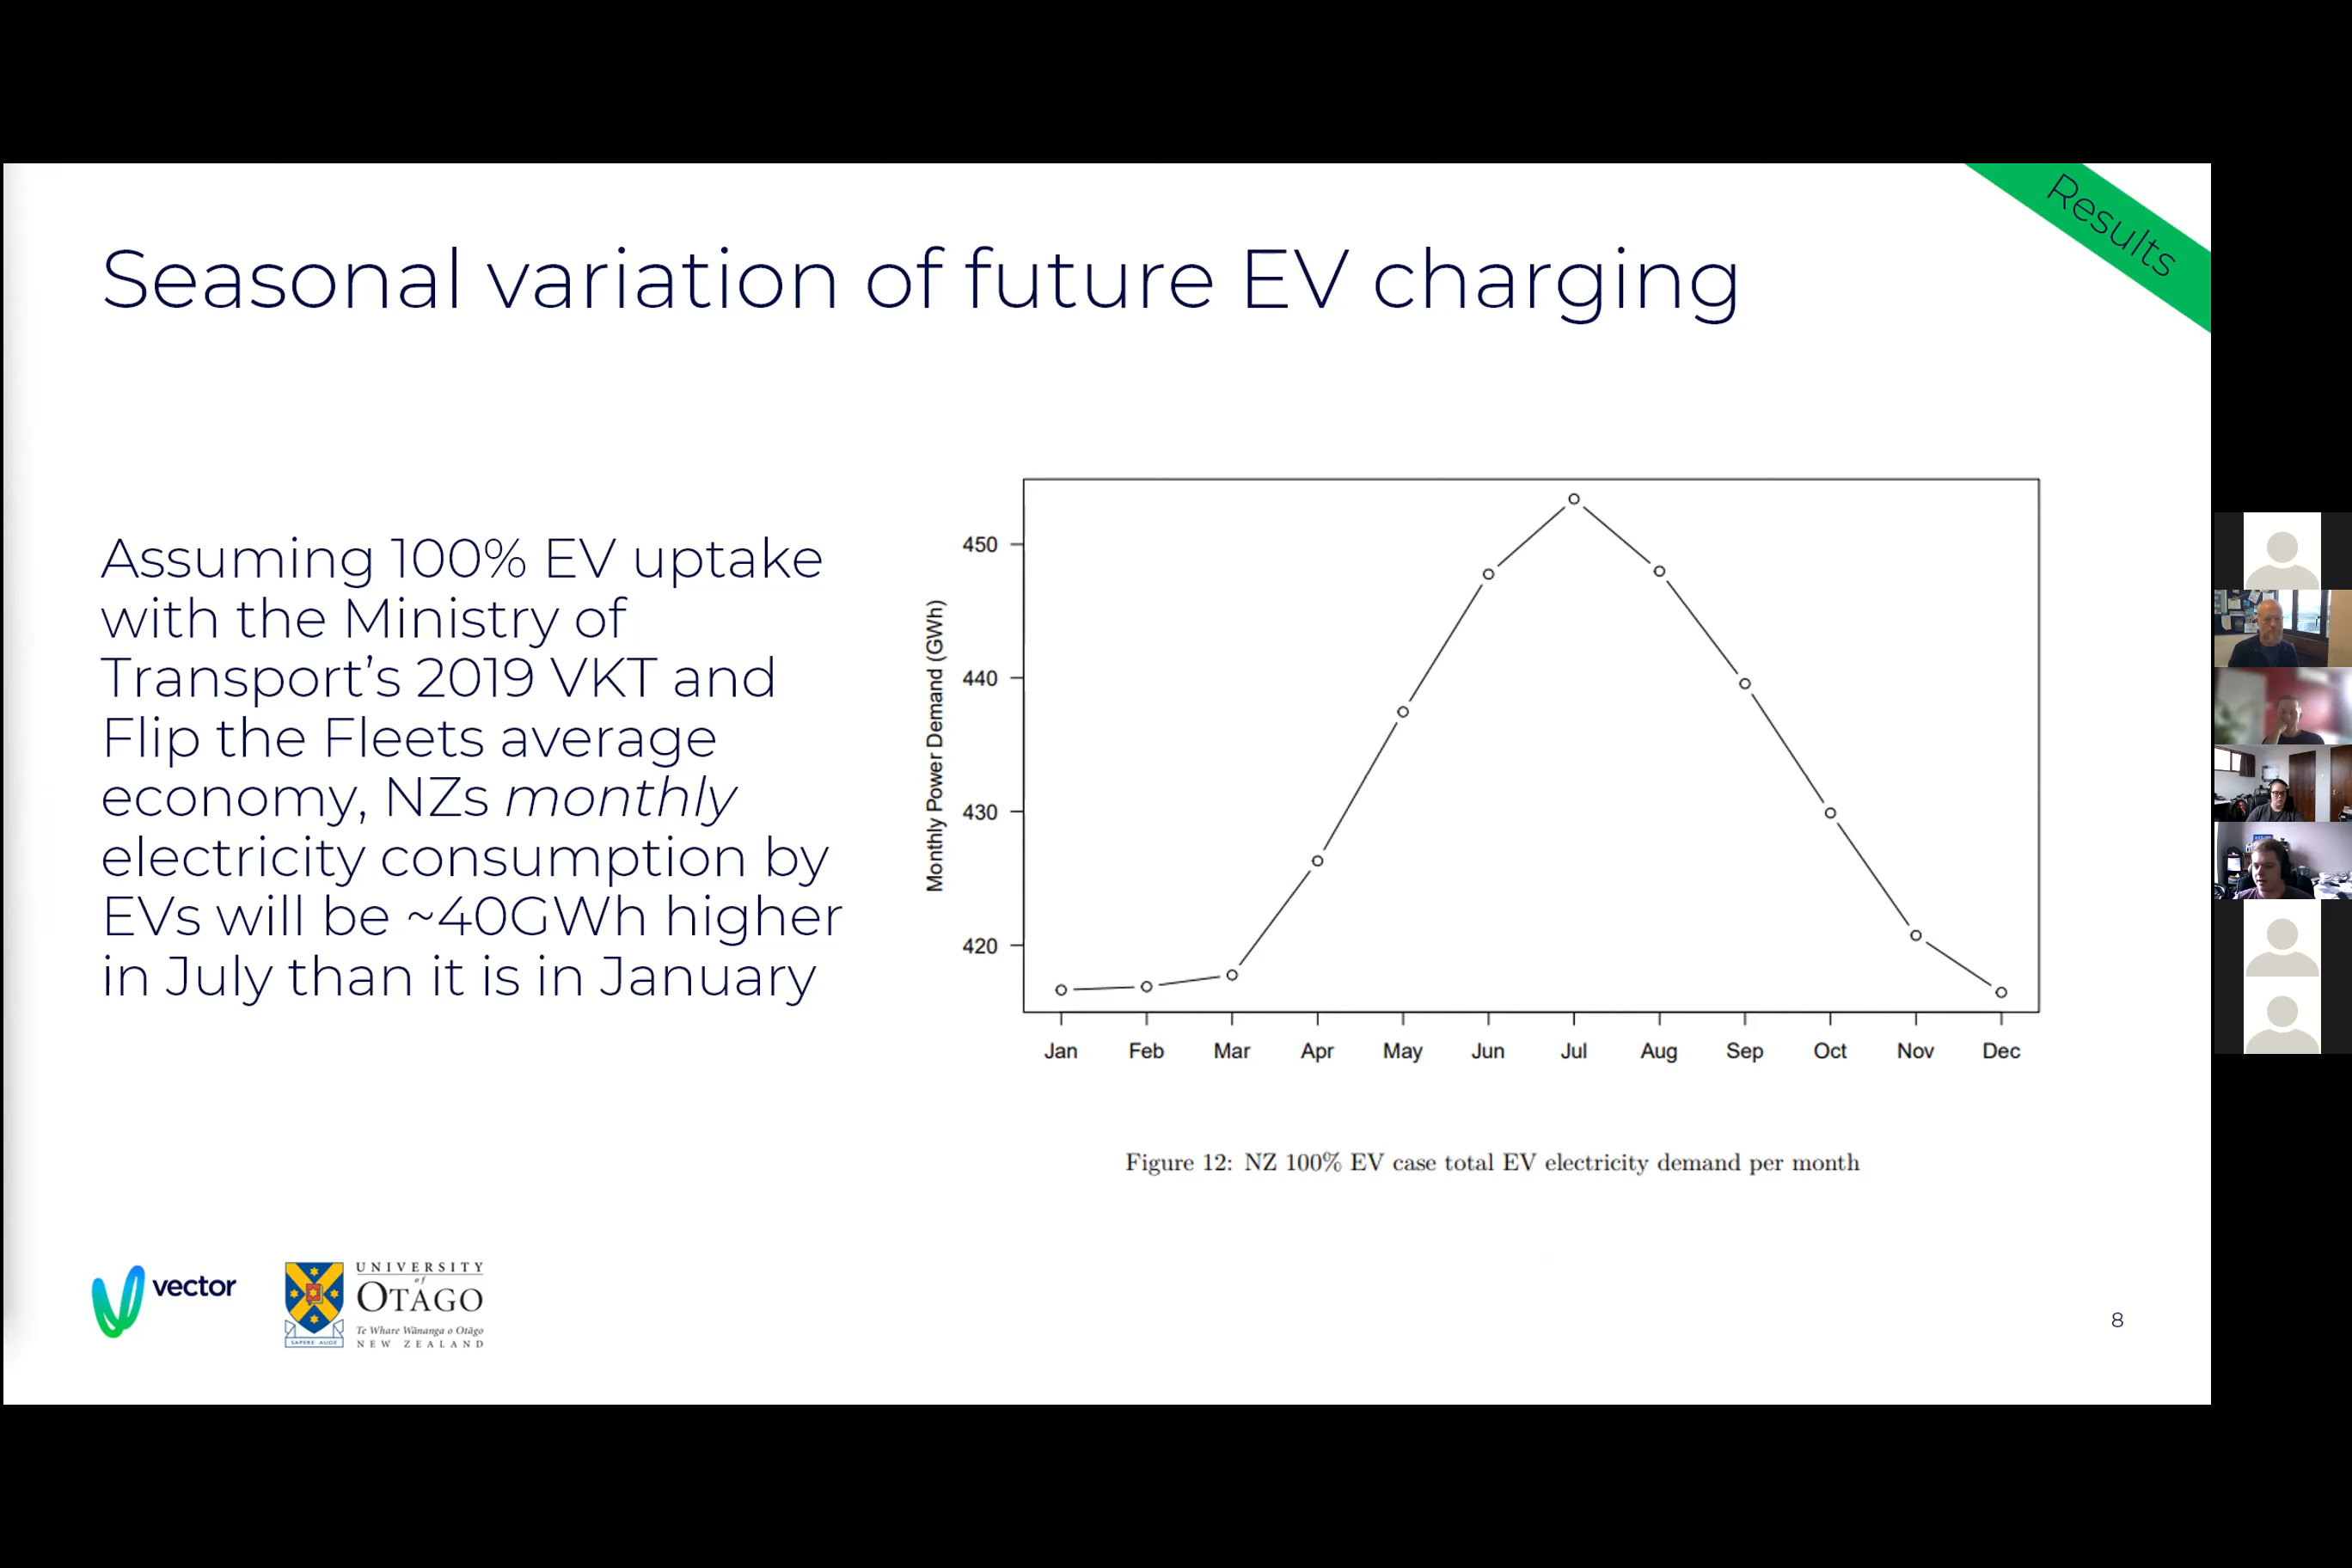 Results
Seasonal variation of future EV charging
Assuming 100% EV uptake
with the Ministry of
Transport's 2019 VKT and
Flip the Fleets average
economy, NZs monthly
electricity consumption by
EVs will be ~40GWh higher
in July than it is in January
Monthly Power Demand (GWh)
450
440
430
420
Jan Feb Mar Apr May Jun Jul Aug Sep Oct Nov Dec
Figure 12: NZ 100% EV case total EV electricity demand per month
vector
UNIVERSITY
of
OTAGO
Te Whare Wānanga o Otāgo
NEW ZEALAND
SAPERE AUDE
8